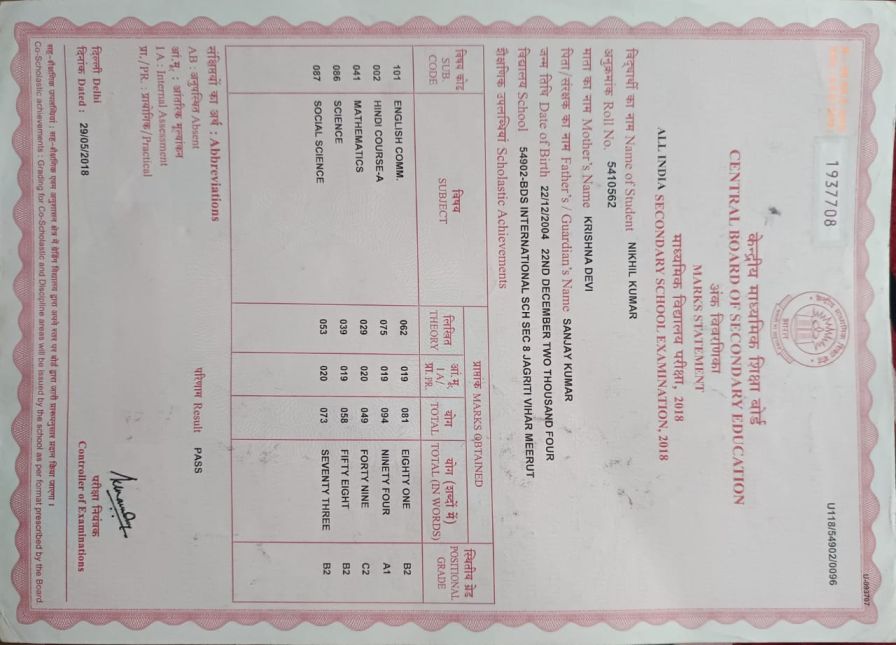 1937708
U118/54902/0096
U-093707
केन्द्रीय माध्यमिक शिक्षा बोर्ड
CENTRAL BOARD OF SECONDARY EDUCATION
अंक विवरणिका
MARKS STATEMENT
माध्यमिक विद्यालय परीक्षा, 2018
ALL INDIA SECONDARY SCHOOL EXAMINATION, 2018
विद्यार्थी का नाम Name of Student NIKHIL KUMAR
अनुक्रमांक Roll No. 5410562
माता का नाम Mother's Name KRISHNA DEVI
पिता / संरक्षक का नाम Father's / Guardian's Name SANJAY KUMAR
जन्म तिथि Date of Birth 22/12/2004 22ND DECEMBER TWO THOUSAND FOUR
विद्यालय School 54902-BDS INTERNATIONAL SCH SEC 8 JAGRITI VIHAR MEERUT
शैक्षणिक उपलब्धियां Scholastic Achievements
विषय कोड SUB. CODE
विषय SUBJECT
प्राप्तांक MARKS OBTAINED
लिखित THEORY
आं.मू. I A/ प्रा. PR.
योग TOTAL
योग (शब्दों में) TOTAL (IN WORDS)
स्थितीय ग्रेड POSITIONAL GRADE
101 ENGLISH COMM. 062 019 081 EIGHTY ONE B2
002 HINDI COURSE-A 075 019 094 NINETY FOUR A1
041 MATHEMATICS 029 020 049 FORTY NINE C2
086 SCIENCE 039 019 058 FIFTY EIGHT B2
087 SOCIAL SCIENCE 053 020 073 SEVENTY THREE B2
संक्षिप्तों का अर्थ : Abbreviations
परिणाम Result PASS
AB : अनुपस्थित Absent
आ.मू. : आंतरिक मूल्यांकन
I A : Internal Assessment
प्रा./PR. : प्रायोगिक/Practical
दिल्ली Delhi
दिनांक Dated : 29/05/2018
परीक्षा नियंत्रक
Controller of Examinations
Co-Scholastic achievements : Grading for Co-Scholastic and Discipline areas will be issued by the school as per format prescribed by the Board.